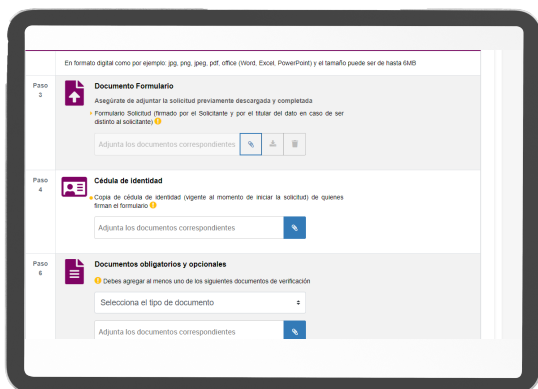 En formato digital como por ejemplo: jpg, png, jpeg, pdf, office (Word, Excel, PowerPoint) y el tamaño puede ser de hasta 6MB
Paso
3
Documento Formulario
Asegúrate de adjuntar la solicitud previamente descargada y completada
Formulario Solicitud (firmado por el Solicitante y por el titular del dato en caso de ser
distinto al solicitante)
Adjunta los documentos correspondientes
Paso
4
Cédula de identidad
Copia de cédula de identidad (vigente al momento de iniciar la solicitud) de quienes
firman el formulario
Adjunta los documentos correspondientes
Paso
6
Documentos obligatorios y opcionales
Debes agregar al menos uno de los siguientes documentos de verificación
Selecciona el tipo de documento
Adjunta los documentos correspondientes